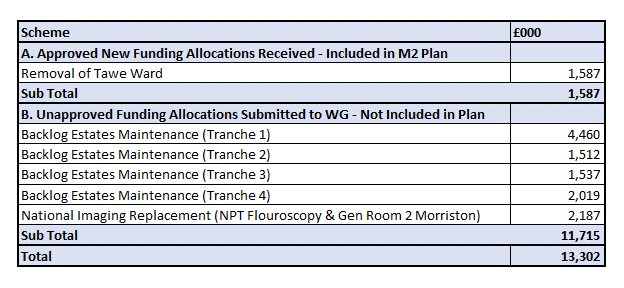 Scheme £000
A. Approved New Funding Allocations Received - Included in M2 Plan
Removal of Tawe Ward 1,587
Sub Total 1,587
B. Unapproved Funding Allocations Submitted to WG - Not Included in Plan
Backlog Estates Maintenance (Tranche 1) 4,460
Backlog Estates Maintenance (Tranche 2) 1,512
Backlog Estates Maintenance (Tranche 3) 1,537
Backlog Estates Maintenance (Tranche 4) 2,019
National Imaging Replacement (NPT Flouroscopy & Gen Room 2 Morriston) 2,187
Sub Total 11,715
Total 13,302